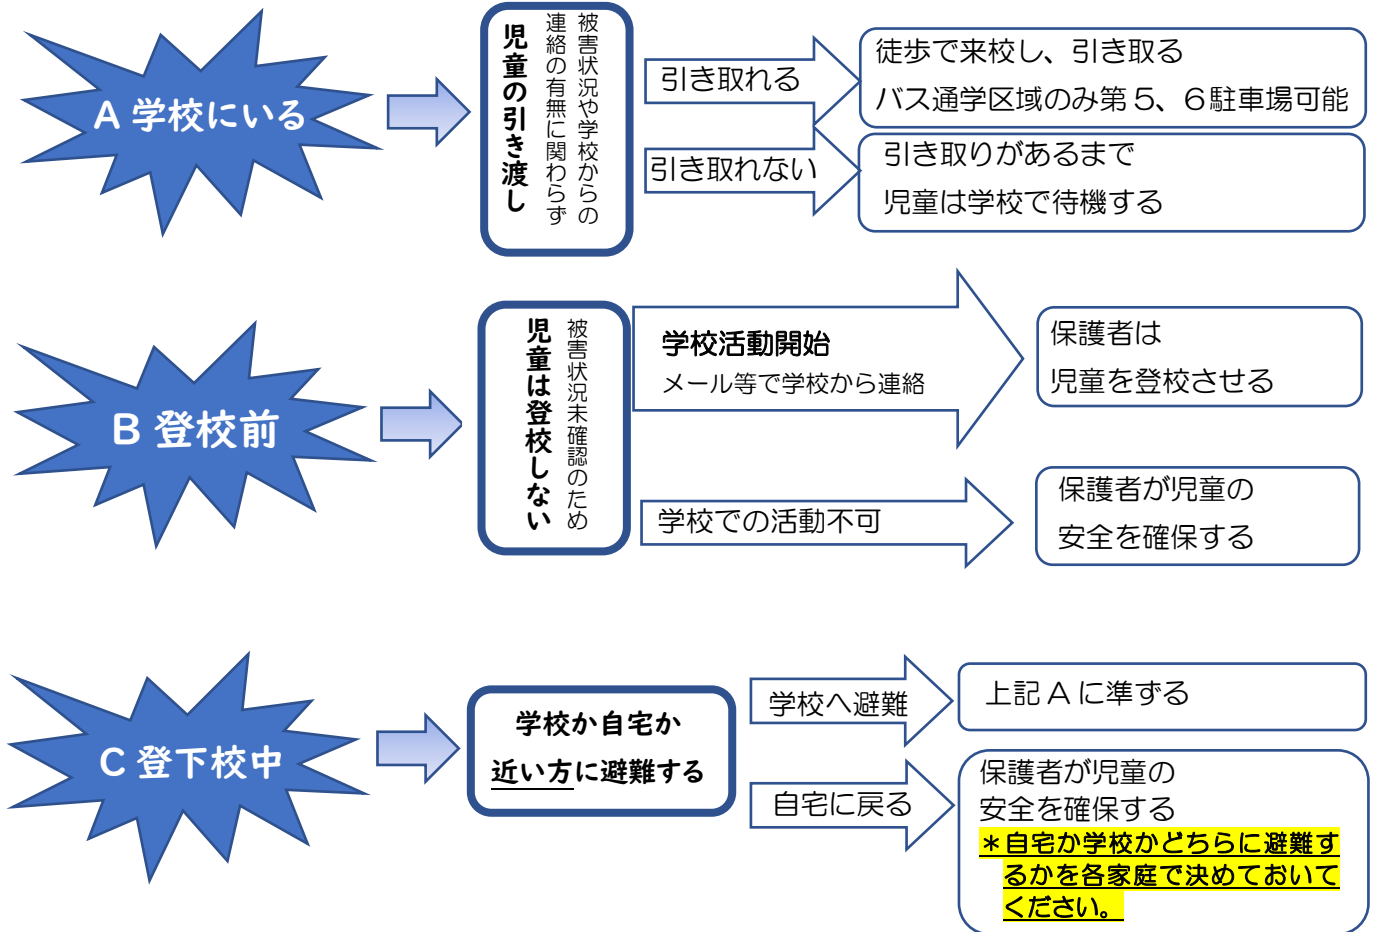 A 学校にいる
被害状況や学校からの
連絡の有無に関わらず
児童の引き渡し
引き取れる
徒歩で来校し、引き取る
バス通学区域のみ第５、６駐車場可能
引き取れない
引き取りがあるまで
児童は学校で待機する
B 登校前
被害状況未確認のため
児童は登校しない
学校活動開始
メール等で学校から連絡
保護者は
児童を登校させる
学校での活動不可
保護者が児童の
安全を確保する
C 登下校中
学校か自宅か
近い方に避難する
学校へ避難
上記 A に準ずる
自宅に戻る
保護者が児童の
安全を確保する
＊自宅か学校かどちらに避難す
るかを各家庭で決めておいて
ください。